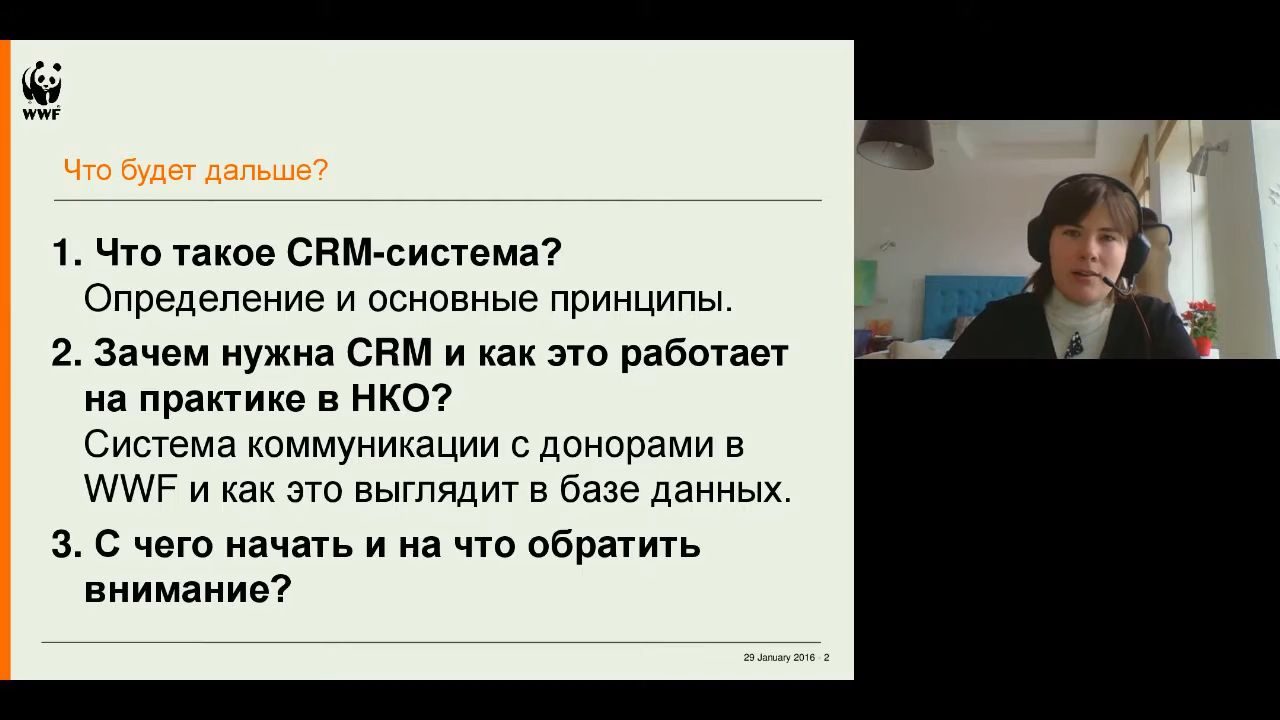 WWF
Что будет дальше?
1. Что такое CRM-система?
Определение и основные принципы.
2. Зачем нужна CRM и как это работает
на практике в НКО?
Система коммуникации с донорами в
WWF и как это выглядит в базе данных.
3. С чего начать и на что обратить
внимание?
29 January 2016 - 2